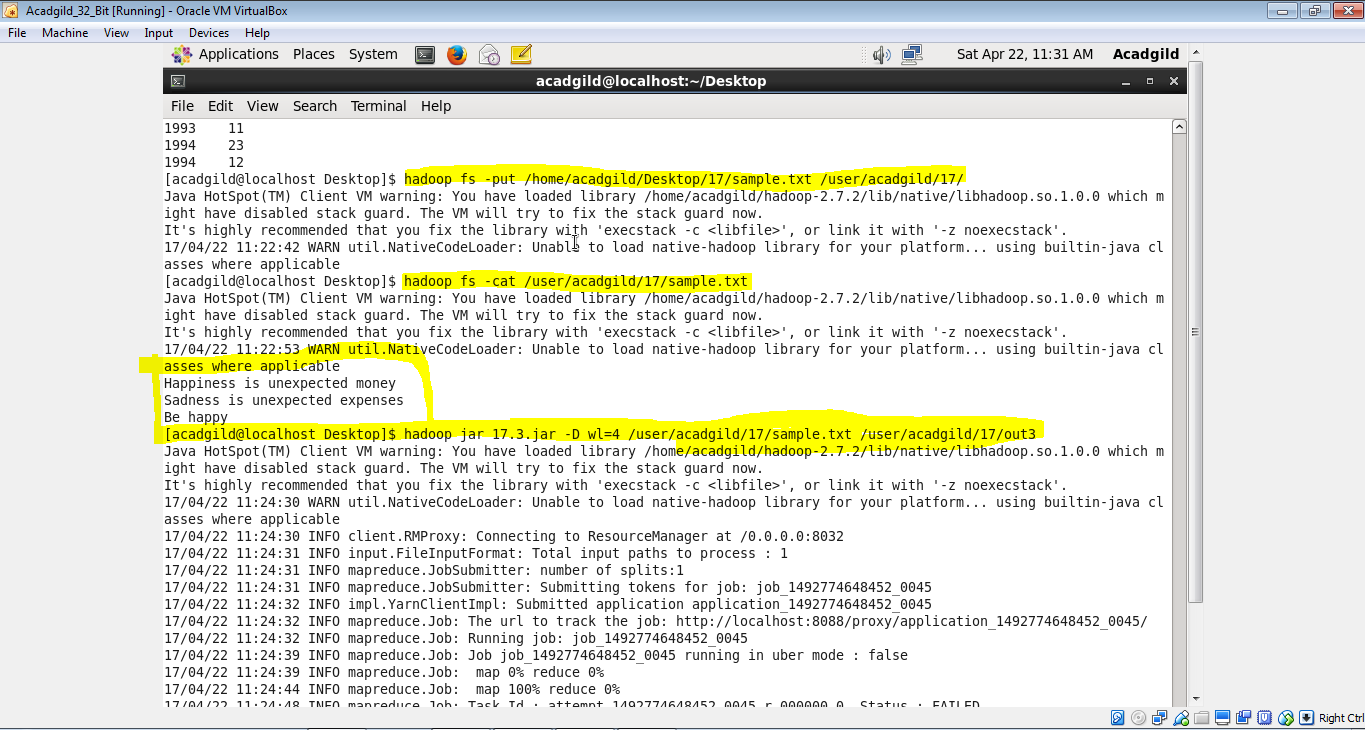 Acadgild_32_Bit [Running] - Oracle VM VirtualBox
File Machine View Input Devices Help
Applications Places System Sat Apr 22, 11:31 AM Acadgild
acadgild@localhost:~/Desktop
File Edit View Search Terminal Help
1993 11
1994 23
1994 12
[acadgild@localhost Desktop]$ hadoop fs -put /home/acadgild/Desktop/17/sample.txt /user/acadgild/17/
Java HotSpot(TM) Client VM warning: You have loaded library /home/acadgild/hadoop-2.7.2/lib/native/libhadoop.so.1.0.0 which m
ight have disabled stack guard. The VM will try to fix the stack guard now.
It's highly recommended that you fix the library with 'execstack -c <libfile>', or link it with '-z noexecstack'.
17/04/22 11:22:42 WARN util.NativeCodeLoader: Unable to load native-hadoop library for your platform... using builtin-java cl
asses where applicable
[acadgild@localhost Desktop]$ hadoop fs -cat /user/acadgild/17/sample.txt
Java HotSpot(TM) Client VM warning: You have loaded library /home/acadgild/hadoop-2.7.2/lib/native/libhadoop.so.1.0.0 which m
ight have disabled stack guard. The VM will try to fix the stack guard now.
It's highly recommended that you fix the library with 'execstack -c <libfile>', or link it with '-z noexecstack'.
17/04/22 11:22:53 WARN util.NativeCodeLoader: Unable to load native-hadoop library for your platform... using builtin-java cl
asses where applicable
Happiness is unexpected money
Sadness is unexpected expenses
Be happy
[acadgild@localhost Desktop]$ hadoop jar 17.3.jar -D wl=4 /user/acadgild/17/sample.txt /user/acadgild/17/out3
Java HotSpot(TM) Client VM warning: You have loaded library /home/acadgild/hadoop-2.7.2/lib/native/libhadoop.so.1.0.0 which m
ight have disabled stack guard. The VM will try to fix the stack guard now.
It's highly recommended that you fix the library with 'execstack -c <libfile>', or link it with '-z noexecstack'.
17/04/22 11:24:30 WARN util.NativeCodeLoader: Unable to load native-hadoop library for your platform... using builtin-java cl
asses where applicable
17/04/22 11:24:30 INFO client.RMProxy: Connecting to ResourceManager at /0.0.0.0:8032
17/04/22 11:24:31 INFO input.FileInputFormat: Total input paths to process : 1
17/04/22 11:24:31 INFO mapreduce.JobSubmitter: number of splits:1
17/04/22 11:24:31 INFO mapreduce.JobSubmitter: Submitting tokens for job: job_1492774648452_0045
17/04/22 11:24:32 INFO impl.YarnClientImpl: Submitted application application_1492774648452_0045
17/04/22 11:24:32 INFO mapreduce.Job: The url to track the job: http://localhost:8088/proxy/application_1492774648452_0045/
17/04/22 11:24:32 INFO mapreduce.Job: Running job: job_1492774648452_0045
17/04/22 11:24:39 INFO mapreduce.Job: Job job_1492774648452_0045 running in uber mode : false
17/04/22 11:24:39 INFO mapreduce.Job: map 0% reduce 0%
17/04/22 11:24:44 INFO mapreduce.Job: map 100% reduce 0%
17/04/22 11:24:48 INFO mapreduce.Job: Task Id : attempt_1492774648452_0045_r_000000_0, Status : FAILED
Right Ctrl